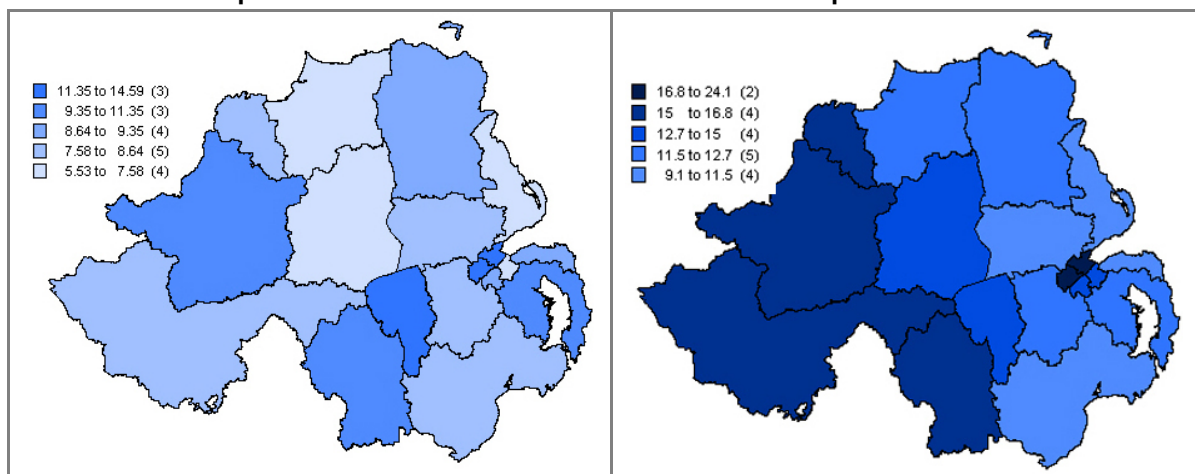 11.35 to 14.59 (3)
9.35 to 11.35 (3)
8.64 to 9.35 (4)
7.58 to 8.64 (5)
5.53 to 7.58 (4)
16.8 to 24.1 (2)
15 to 16.8 (4)
12.7 to 15 (4)
11.5 to 12.7 (5)
9.1 to 11.5 (4)